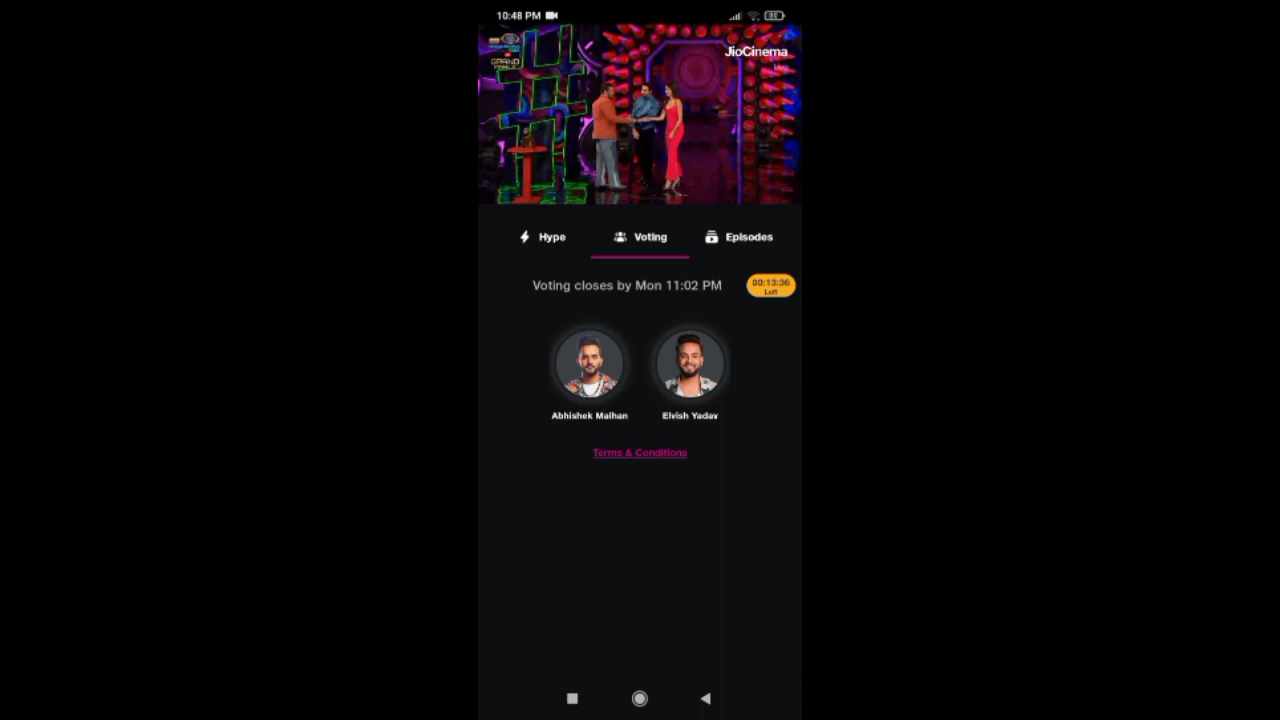 10:48 PM
JioCinema
GRAND
Hype
Voting
Episodes
Voting closes by Mon 11:02 PM
00:13:36
Left
Abhishek Malhan
Elvish Yadav
Terms & Conditions